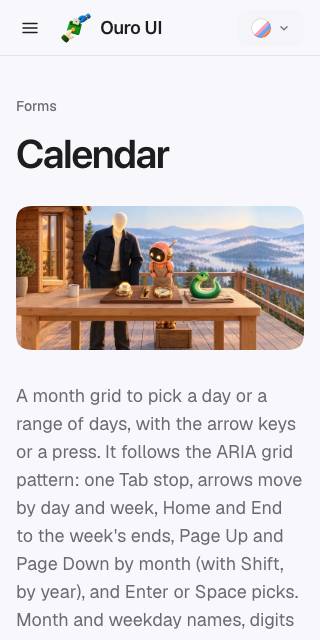 Ouro UI
Forms
Calendar
A month grid to pick a day or a
range of days, with the arrow keys
or a press. It follows the ARIA grid
pattern: one Tab stop, arrows move
by day and week, Home and End
to the week's ends, Page Up and
Page Down by month (with Shift,
by year), and Enter or Space picks.
Month and weekday names, digits